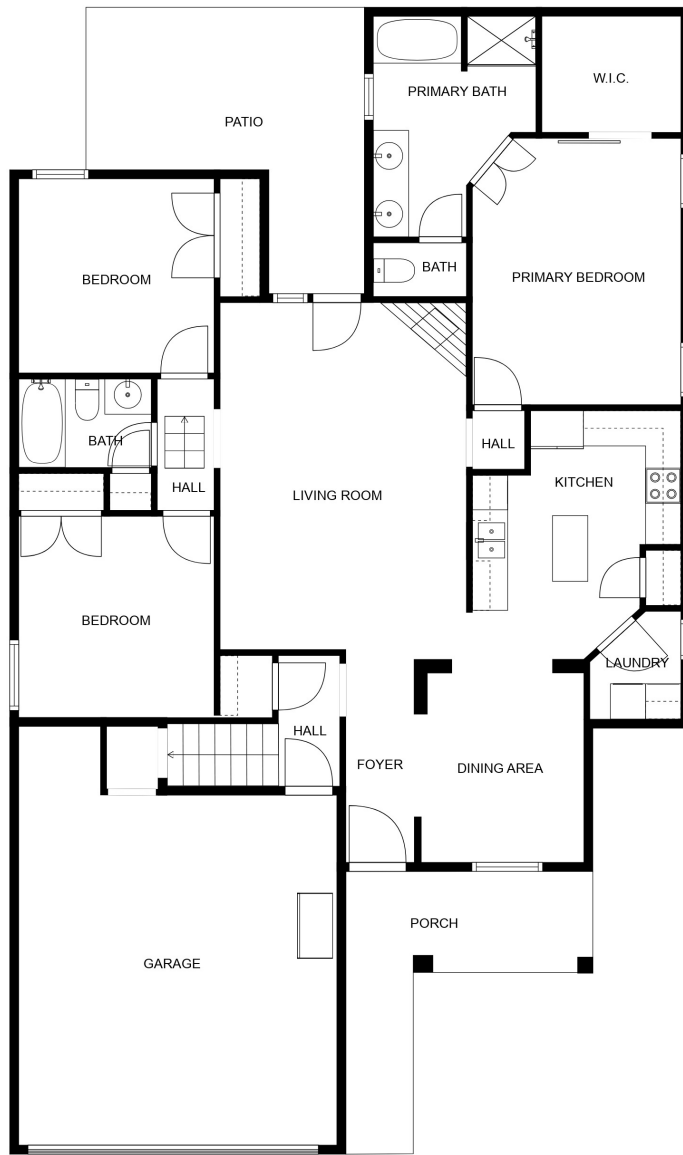 W.I.C.
PRIMARY BATH
PATIO
BATH
PRIMARY BEDROOM
BEDROOM
BATH
HALL
KITCHEN
HALL
LIVING ROOM
BEDROOM
LAUNDRY
HALL
FOYER
DINING AREA
PORCH
GARAGE